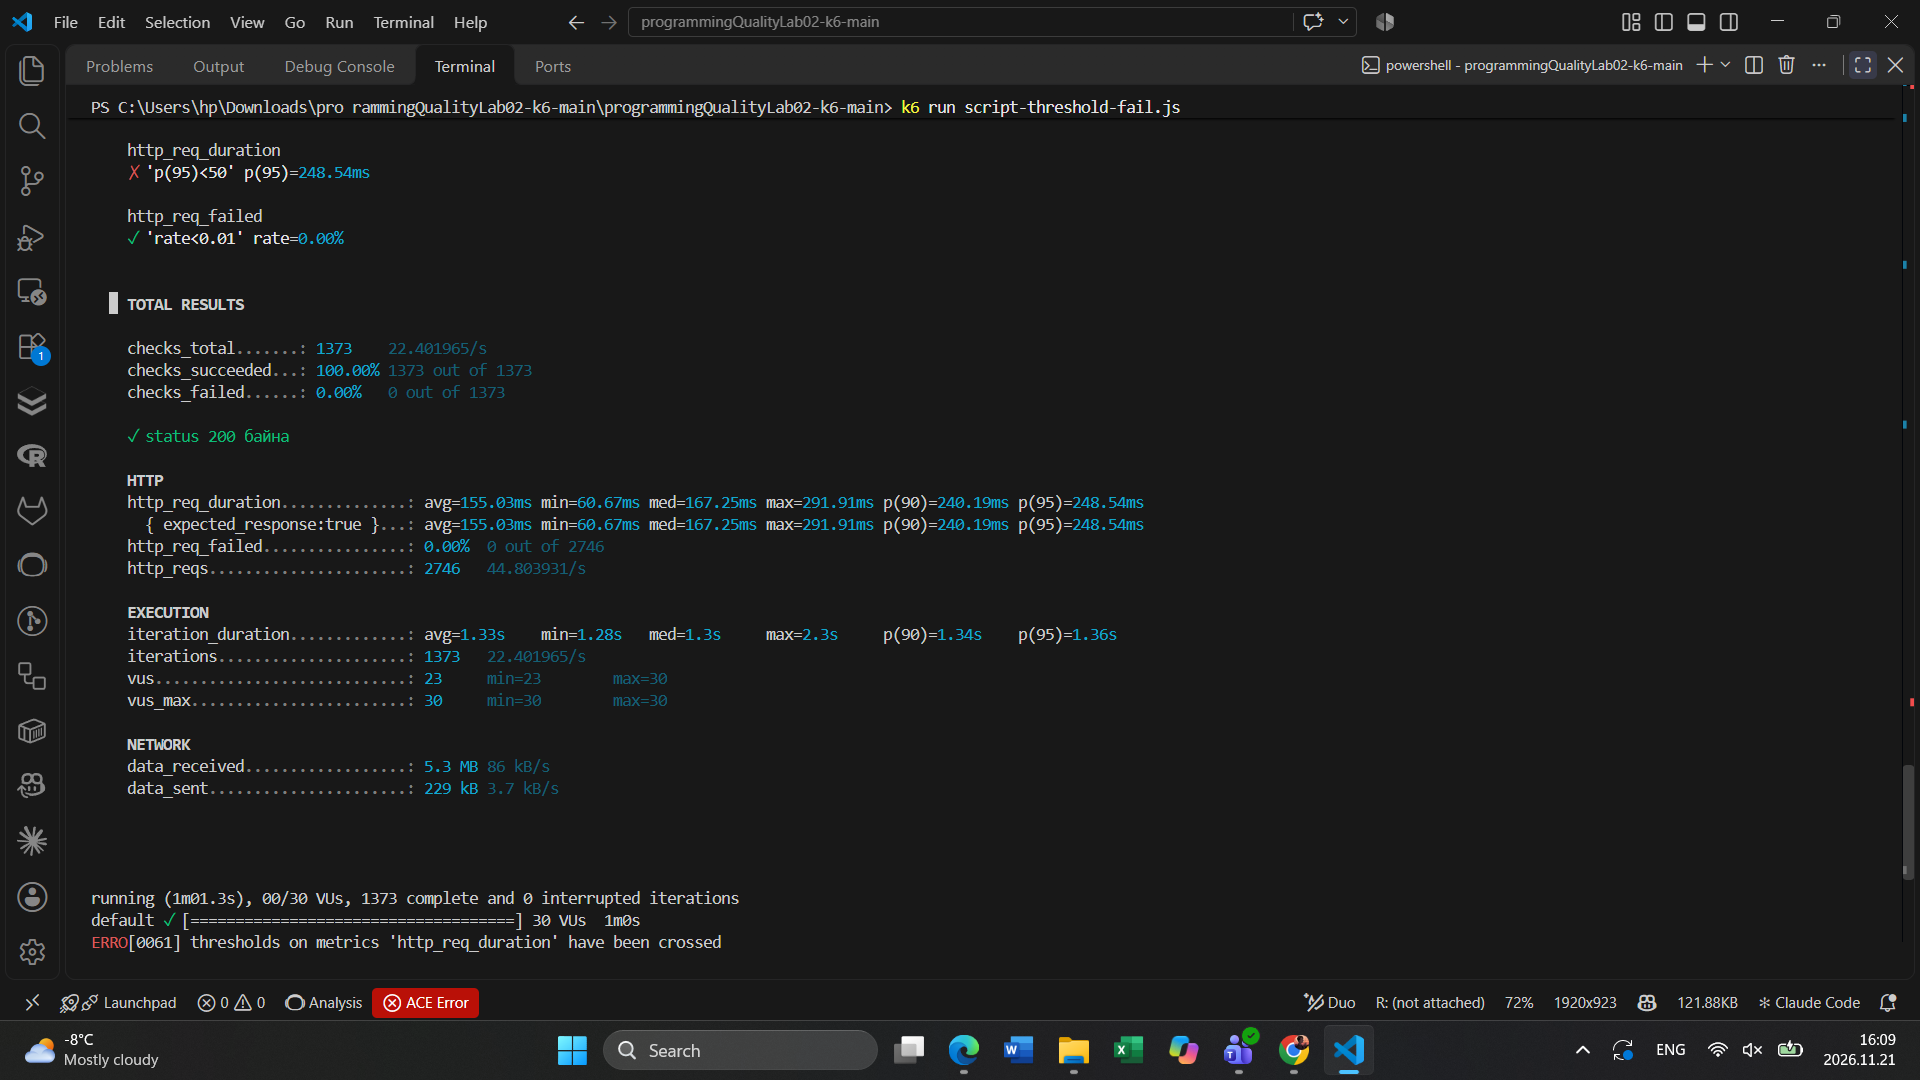 File Edit Selection View Go Run Terminal Help
programmingQualityLab02-k6-main
Problems Output Debug Console Terminal Ports
powershell - programmingQualityLab02-k6-main
PS C:\Users\hp\Downloads\pro rammingQualityLab02-k6-main\programmingQualityLab02-k6-main> k6 run script-threshold-fail.js
http_req_duration
✗ 'p(95)<50' p(95)=248.54ms
http_req_failed
✓ 'rate<0.01' rate=0.00%
TOTAL RESULTS
checks_total.......: 1373 22.401965/s
checks_succeeded...: 100.00% 1373 out of 1373
checks_failed......: 0.00% 0 out of 1373
✓ status 200 байна
HTTP
http_req_duration..............: avg=155.03ms min=60.67ms med=167.25ms max=291.91ms p(90)=240.19ms p(95)=248.54ms
{ expected_response:true }...: avg=155.03ms min=60.67ms med=167.25ms max=291.91ms p(90)=240.19ms p(95)=248.54ms
http_req_failed................: 0.00% 0 out of 2746
http_reqs......................: 2746 44.803931/s
EXECUTION
iteration_duration.............: avg=1.33s min=1.28s med=1.3s max=2.3s p(90)=1.34s p(95)=1.36s
iterations.....................: 1373 22.401965/s
vus............................: 23 min=23 max=30
vus_max........................: 30 min=30 max=30
NETWORK
data_received..................: 5.3 MB 86 kB/s
data_sent......................: 229 kB 3.7 kB/s
running (1m01.3s), 00/30 VUs, 1373 complete and 0 interrupted iterations
default ✓ [====================================] 30 VUs 1m0s
ERRO[0061] thresholds on metrics 'http_req_duration' have been crossed
1
Launchpad 0 0 Analysis ACE Error
Duo R: (not attached) 72% 1920x923 121.88KB Claude Code
-8°C
Mostly cloudy
Search
ENG
16:09
2026.11.21